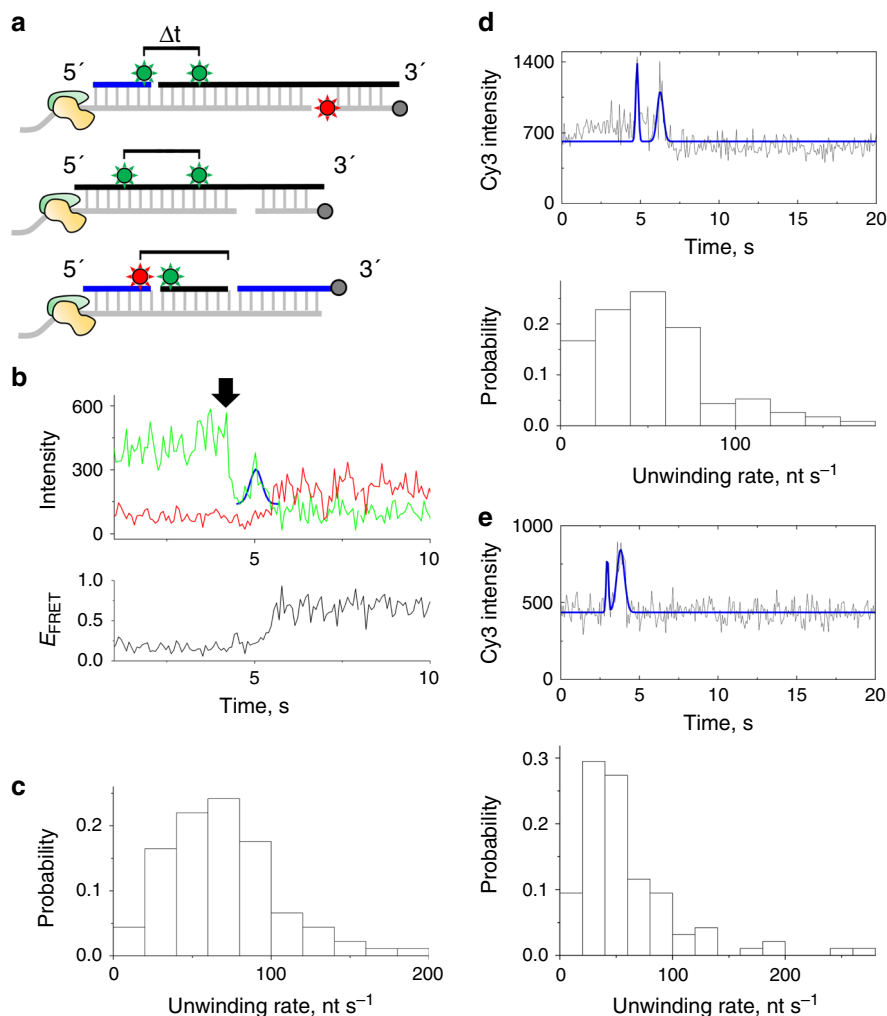 a
Δt
5´
3´
5´
3´
5´
3´
b
600
300
0
Intensity
5
10
1.0
0.5
0.0
E FRET
5
10
Time, s
c
0.2
0.1
0.0
Probability
0
100
200
Unwinding rate, nt s⁻¹
d
1400
700
0
Cy3 intensity
0
5
10
15
20
Time, s
0.2
0.1
0.0
Probability
0
100
Unwinding rate, nt s⁻¹
e
1000
500
0
Cy3 intensity
0
5
10
15
20
Time, s
0.3
0.2
0.1
0.0
Probability
0
100
200
Unwinding rate, nt s⁻¹